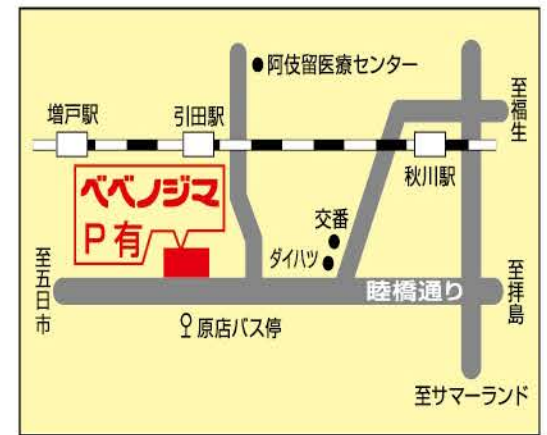 阿伎留医療センター
至福生
増戸駅
引田駅
秋川駅
ベベノジマ
P有
交番
ダイハツ
至五日市
睦橋通り
至拝島
原店バス停
至サマーランド